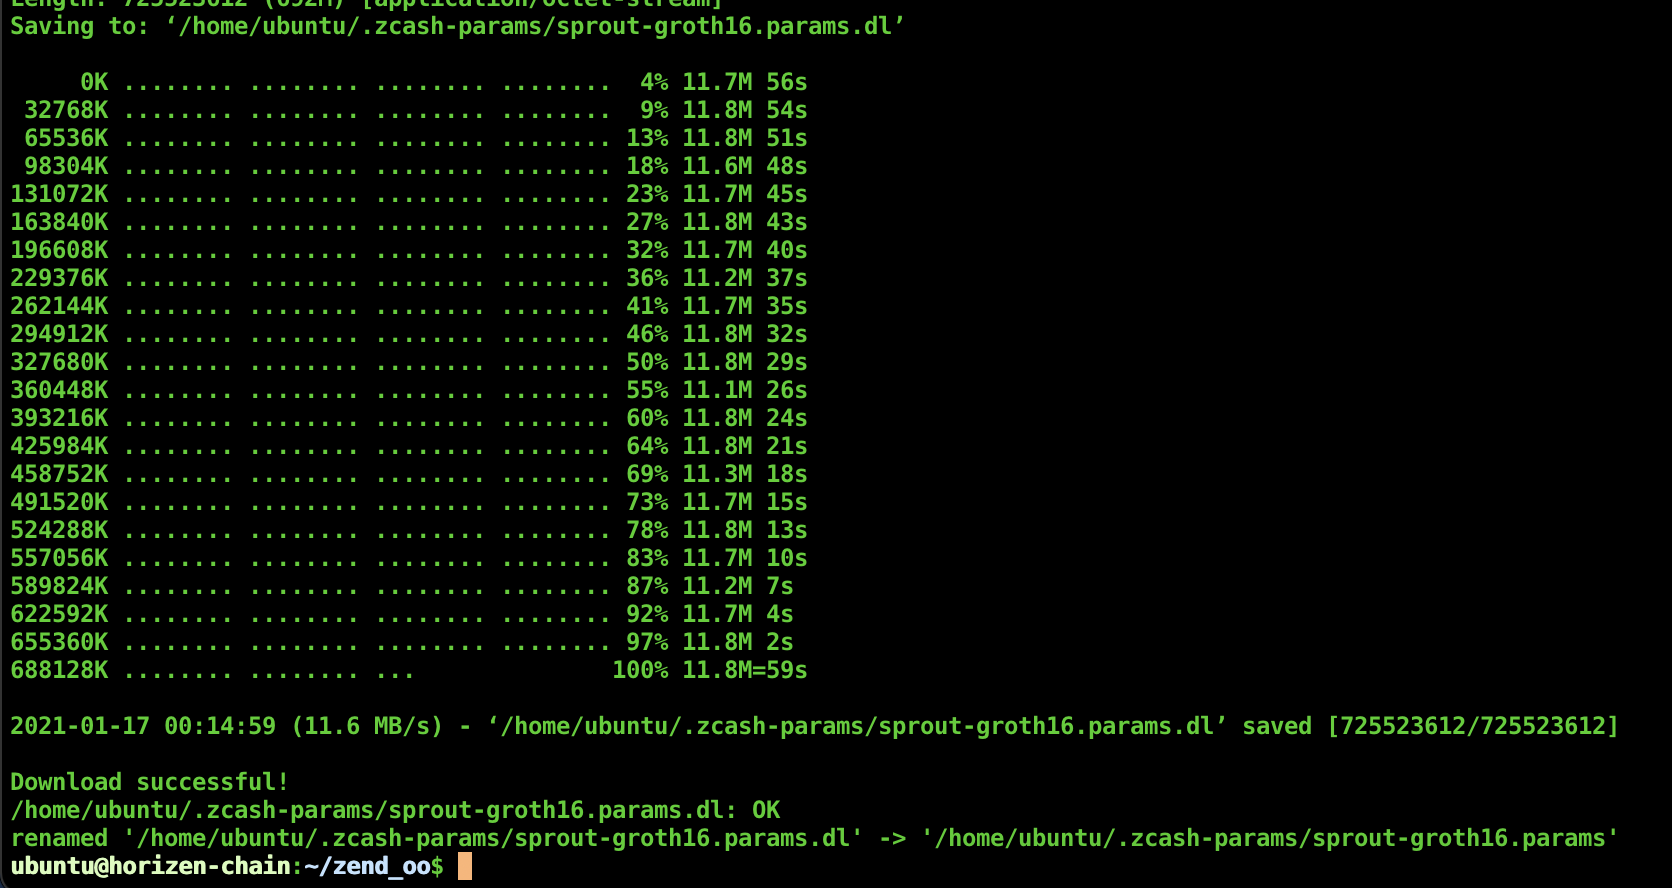 Length: 725523612 (692M) [application/octet-stream]
Saving to: ‘/home/ubuntu/.zcash-params/sprout-groth16.params.dl’
0K ........ ........ ........ ........ 4% 11.7M 56s
32768K ........ ........ ........ ........ 9% 11.8M 54s
65536K ........ ........ ........ ........ 13% 11.8M 51s
98304K ........ ........ ........ ........ 18% 11.6M 48s
131072K ........ ........ ........ ........ 23% 11.7M 45s
163840K ........ ........ ........ ........ 27% 11.8M 43s
196608K ........ ........ ........ ........ 32% 11.7M 40s
229376K ........ ........ ........ ........ 36% 11.2M 37s
262144K ........ ........ ........ ........ 41% 11.7M 35s
294912K ........ ........ ........ ........ 46% 11.8M 32s
327680K ........ ........ ........ ........ 50% 11.8M 29s
360448K ........ ........ ........ ........ 55% 11.1M 26s
393216K ........ ........ ........ ........ 60% 11.8M 24s
425984K ........ ........ ........ ........ 64% 11.8M 21s
458752K ........ ........ ........ ........ 69% 11.3M 18s
491520K ........ ........ ........ ........ 73% 11.7M 15s
524288K ........ ........ ........ ........ 78% 11.8M 13s
557056K ........ ........ ........ ........ 83% 11.7M 10s
589824K ........ ........ ........ ........ 87% 11.2M 7s
622592K ........ ........ ........ ........ 92% 11.7M 4s
655360K ........ ........ ........ ........ 97% 11.8M 2s
688128K ........ ........ ... 100% 11.8M=59s
2021-01-17 00:14:59 (11.6 MB/s) - ‘/home/ubuntu/.zcash-params/sprout-groth16.params.dl’ saved [725523612/725523612]
Download successful!
/home/ubuntu/.zcash-params/sprout-groth16.params.dl: OK
renamed '/home/ubuntu/.zcash-params/sprout-groth16.params.dl' -> '/home/ubuntu/.zcash-params/sprout-groth16.params'
ubuntu@horizen-chain:~/zend_oo$